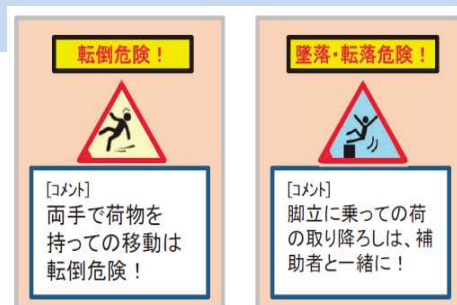 転倒危険！
[コメント]
両手で荷物を
持っての移動は
転倒危険！
墜落・転落危険！
[コメント]
脚立に乗っての荷
の取り降ろしは、補
助者と一緒に！